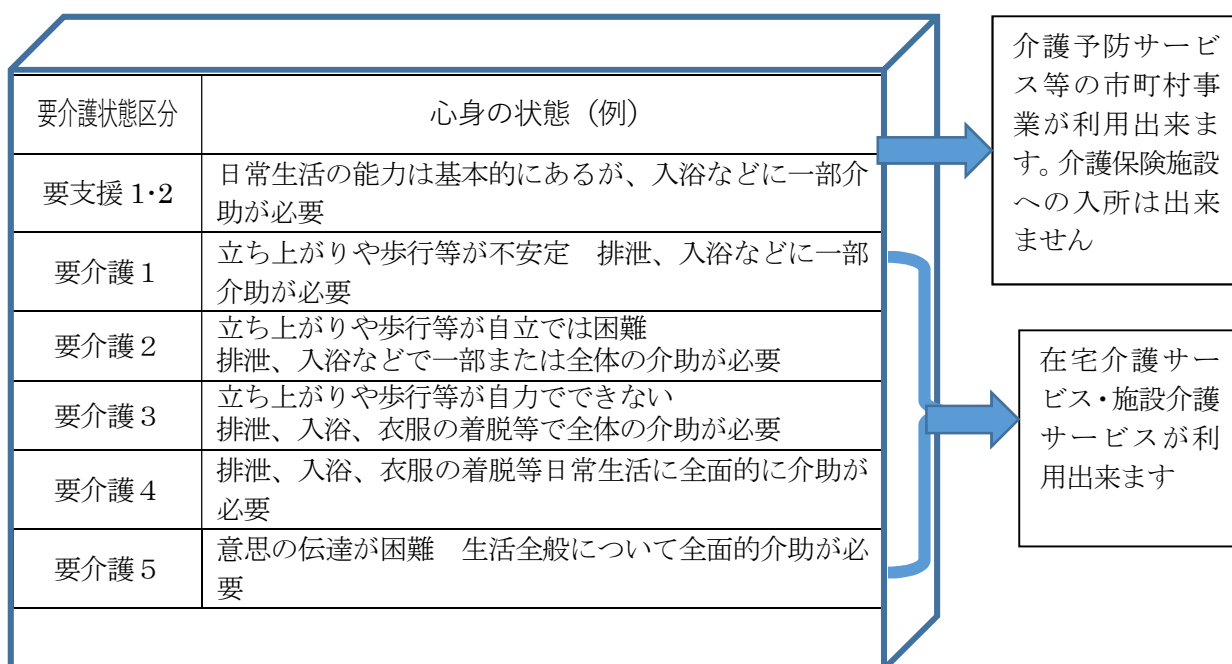 要介護状態区分 心身の状態（例）
要支援 1・2 日常生活の能力は基本的にあるが、入浴などに一部介
助が必要
要介護１ 立ち上がりや歩行等が不安定　排泄、入浴などに一部
介助が必要
要介護２ 立ち上がりや歩行等が自立では困難
排泄、入浴などで一部または全体の介助が必要
要介護３ 立ち上がりや歩行等が自力でできない
排泄、入浴、衣服の着脱等で全体の介助が必要
要介護４ 排泄、入浴、衣服の着脱等日常生活に全面的に介助が
必要
要介護５ 意思の伝達が困難　生活全般について全面的介助が必
要
介護予防サービ
ス等の市町村事
業が利用出来ま
す。介護保険施設
への入所は出来
ません
在宅介護サー
ビス・施設介護
サービスが利
用出来ます